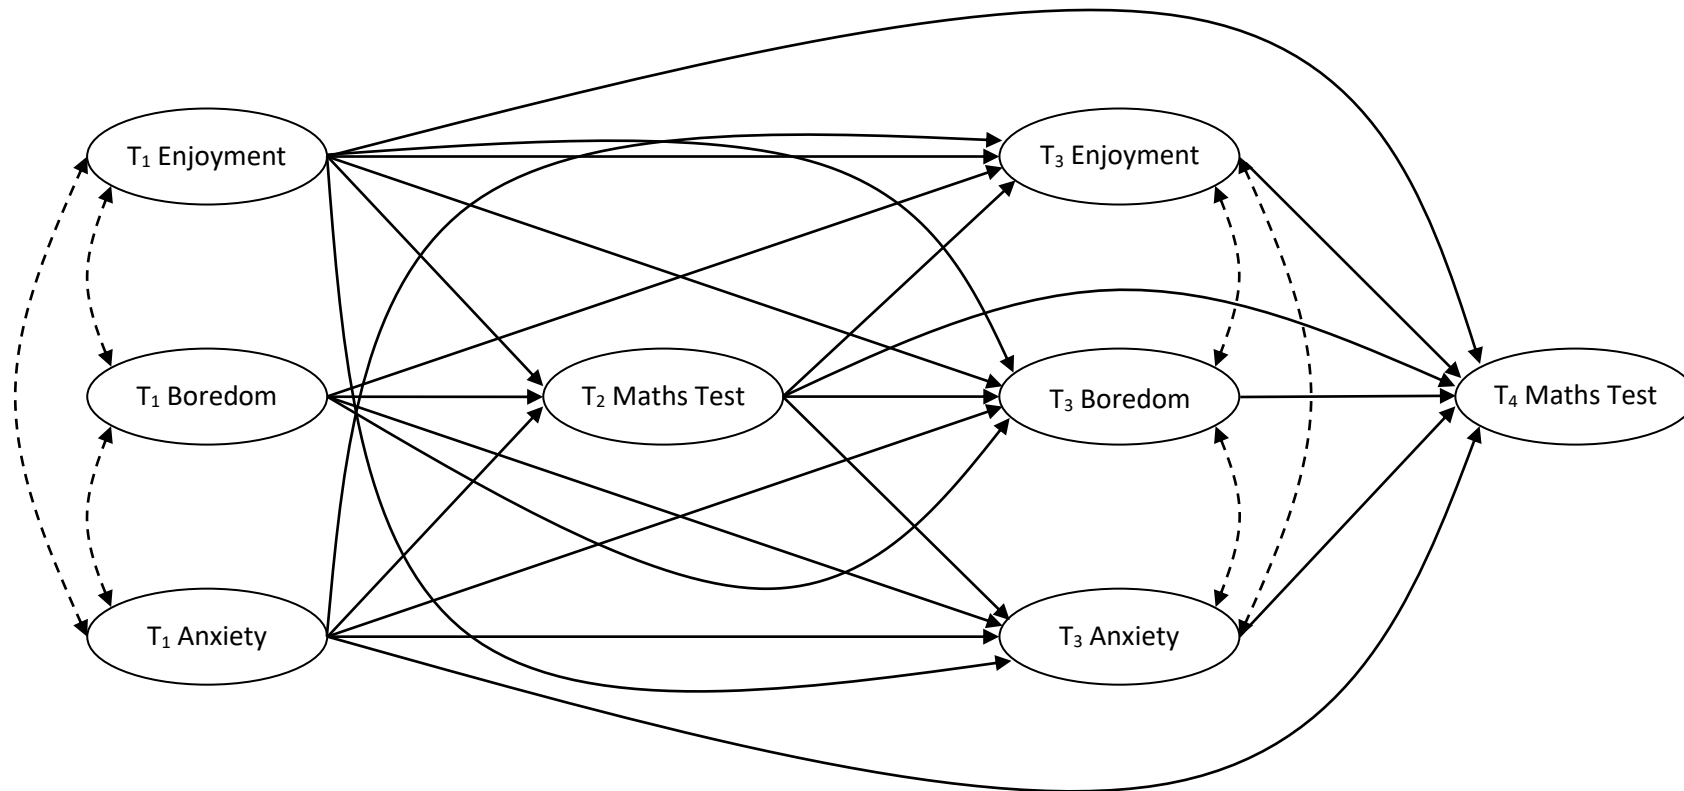 T₁ Enjoyment
T₃ Enjoyment
T₁ Boredom
T₂ Maths Test
T₃ Boredom
T₄ Maths Test
T₁ Anxiety
T₃ Anxiety